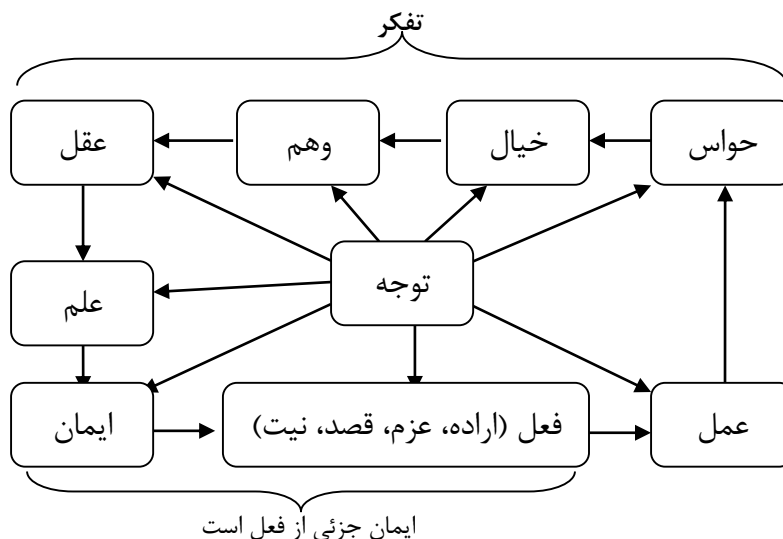 تفکر
حواس
خیال
وهم
عقل
توجه
علم
ایمان
فعل (اراده، عزم، قصد، نیت)
عمل
ایمان جزئی از فعل است